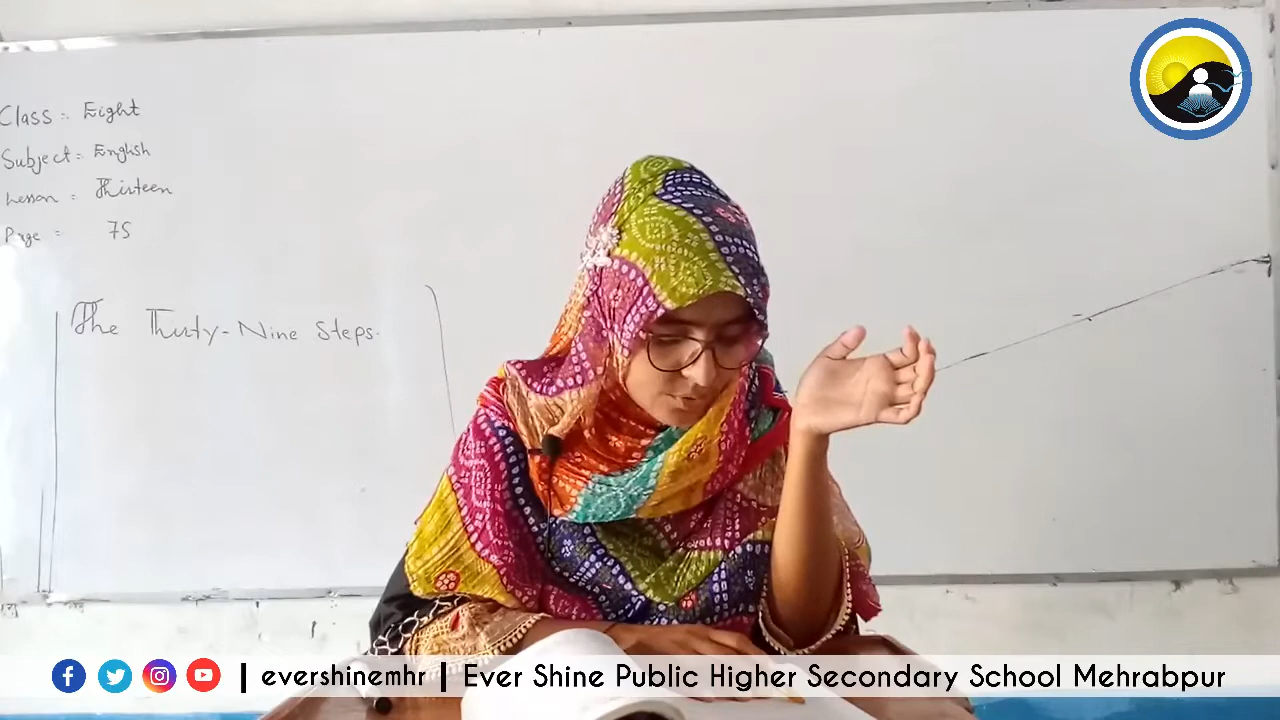 Class :- Eight
Subject :- English
Lesson :- Thirteen
Page :- 75
The Thirty-Nine Steps.
| evershinemhr | Ever Shine Public Higher Secondary School Mehrabpur